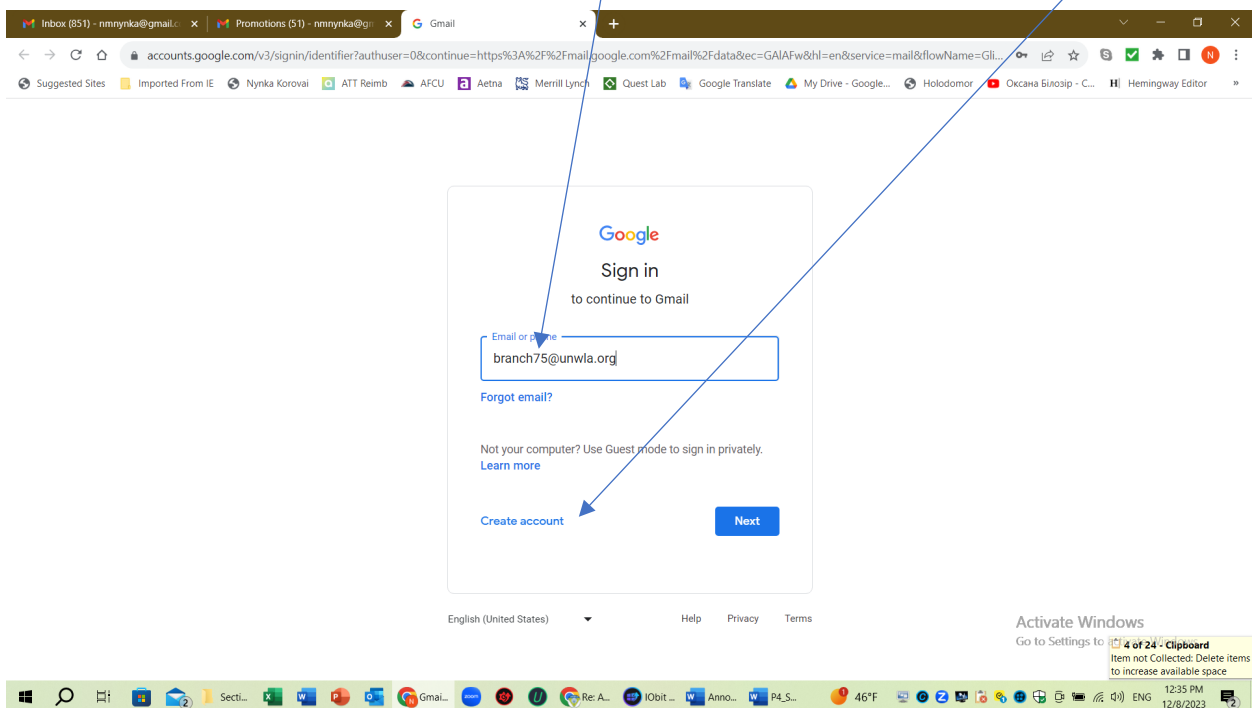 Inbox (851) - nmnynka@gmail.c
Promotions (51) - nmnynka@gm
Gmail
accounts.google.com/v3/signin/identifier?authuser=0&continue=https%3A%2F%2Fmail.google.com%2Fmail%2Fdata&ec=GAlAFw&hl=en&service=mail&flowName=Gli...
Suggested Sites Imported From IE Nynka Korovai ATT Reimb AFCU Aetna Merrill Lynch Quest Lab Google Translate My Drive - Google... Holodomor Оксана Білозір - С... Hemingway Editor »
Google
Sign in
to continue to Gmail
Email or phone
branch75@unwla.org
Forgot email?
Not your computer? Use Guest mode to sign in privately.
Learn more
Create account
Next
English (United States) Help Privacy Terms
Activate Windows
Go to Settings to activate Windows.
4 of 24 - Clipboard
Item not Collected: Delete items
to increase available space
Secti... Gmai... zoom Re: A... IObit ... Anno... P4_S... 46°F ENG 12:35 PM
12/8/2023